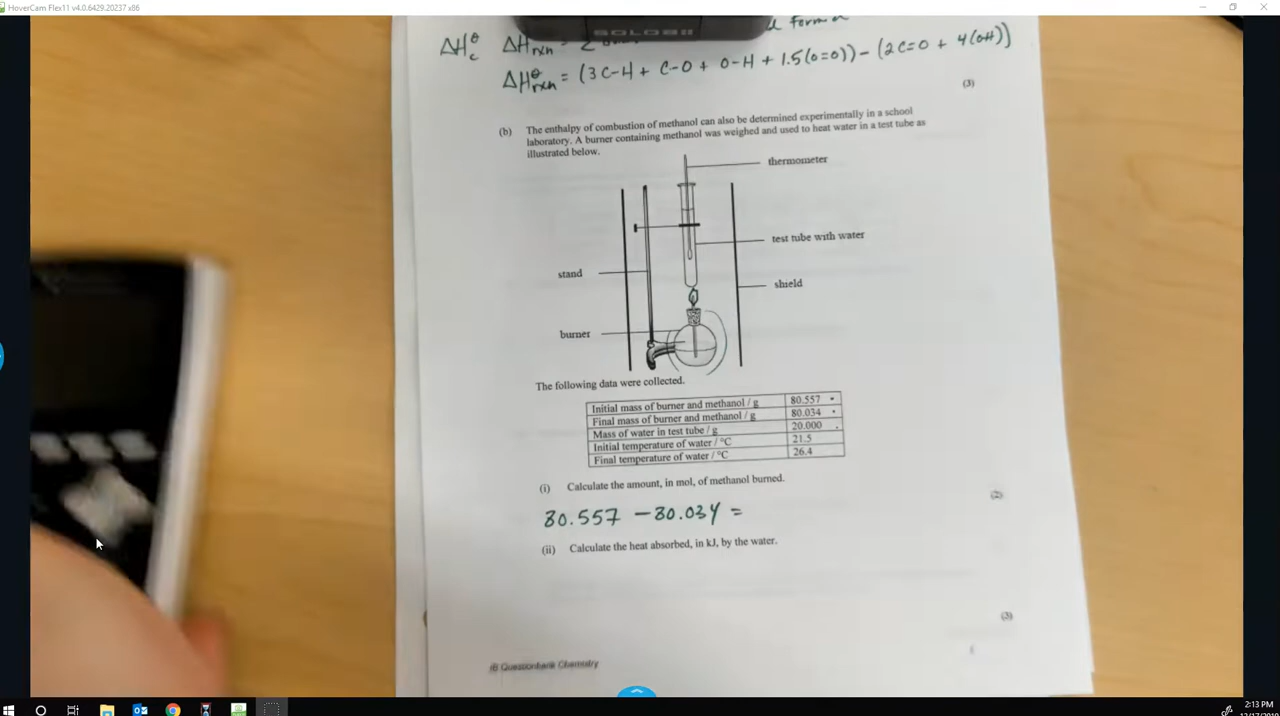 HoverCam Flex11 v4.0.6429.20237 x86
ΔH_c^θ ΔH_rxn =
ΔH_rxn^θ = (3 C-H + C-O + O-H + 1.5(O=O)) - (2C=O + 4(OH))
(3)
(b) The enthalpy of combustion of methanol can also be determined experimentally in a school
laboratory. A burner containing methanol was weighed and used to heat water in a test tube as
illustrated below.
thermometer
test tube with water
stand
shield
burner
The following data were collected.
Initial mass of burner and methanol / g 80.557
Final mass of burner and methanol / g 80.034
Mass of water in test tube / g 20.000
Initial temperature of water / °C 21.5
Final temperature of water / °C 26.4
(i) Calculate the amount, in mol, of methanol burned.
(2)
80.557 - 80.034 =
(ii) Calculate the heat absorbed, in kJ, by the water.
(3)
IB Questionbank Chemistry
2:13 PM